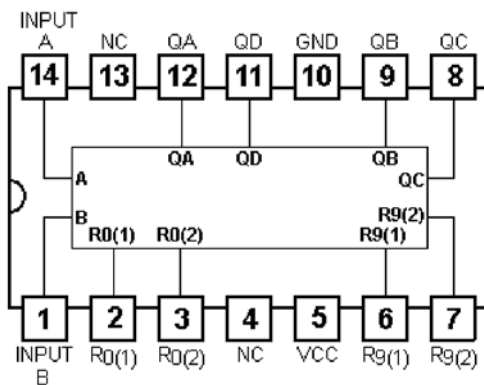 INPUT
A NC QA QD GND QB QC
14 13 12 11 10 9 8
QA QD QB
A QC
B R9(2)
R0(1) R0(2) R9(1)
1 2 3 4 5 6 7
INPUT R0(1) R0(2) NC VCC R9(1) R9(2)
B